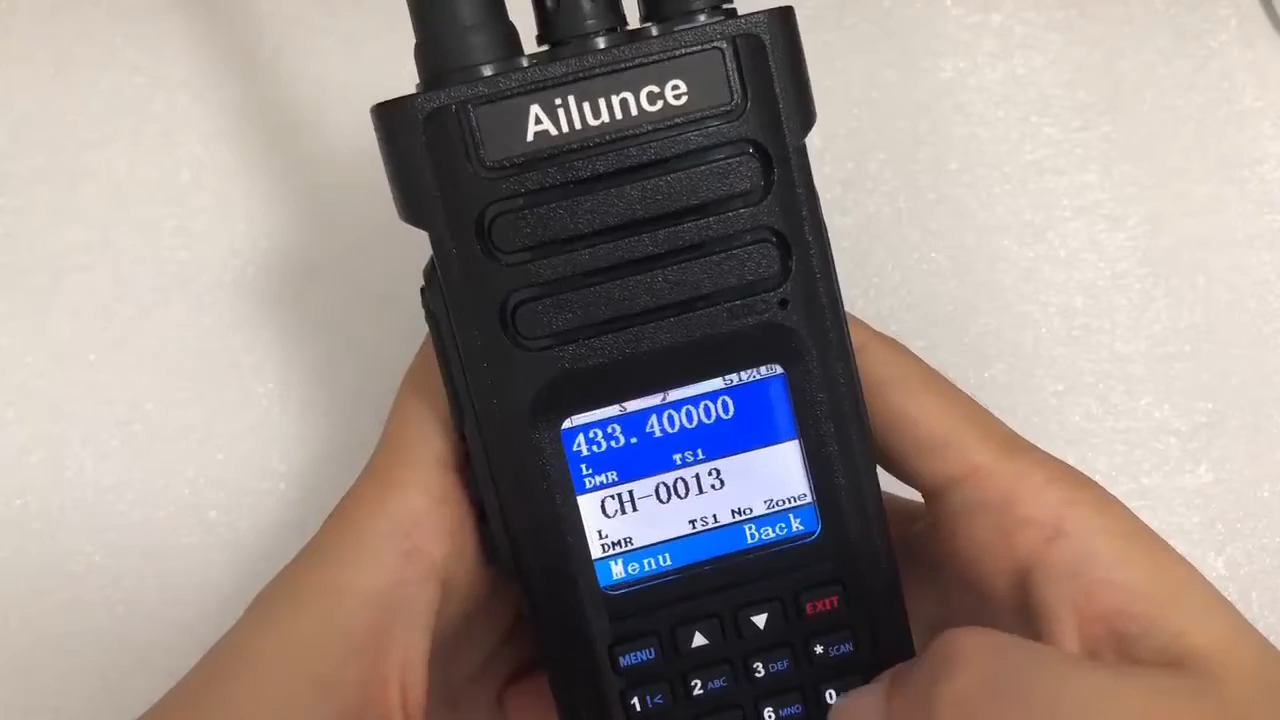 Ailunce
51%
433.40000
L TS1
DMR
CH-0013
L TS1 No Zone
DMR
Menu Back
MENU ▲ ▼ EXIT
1 2 ABC 3 DEF * SCAN
6 MNO 0